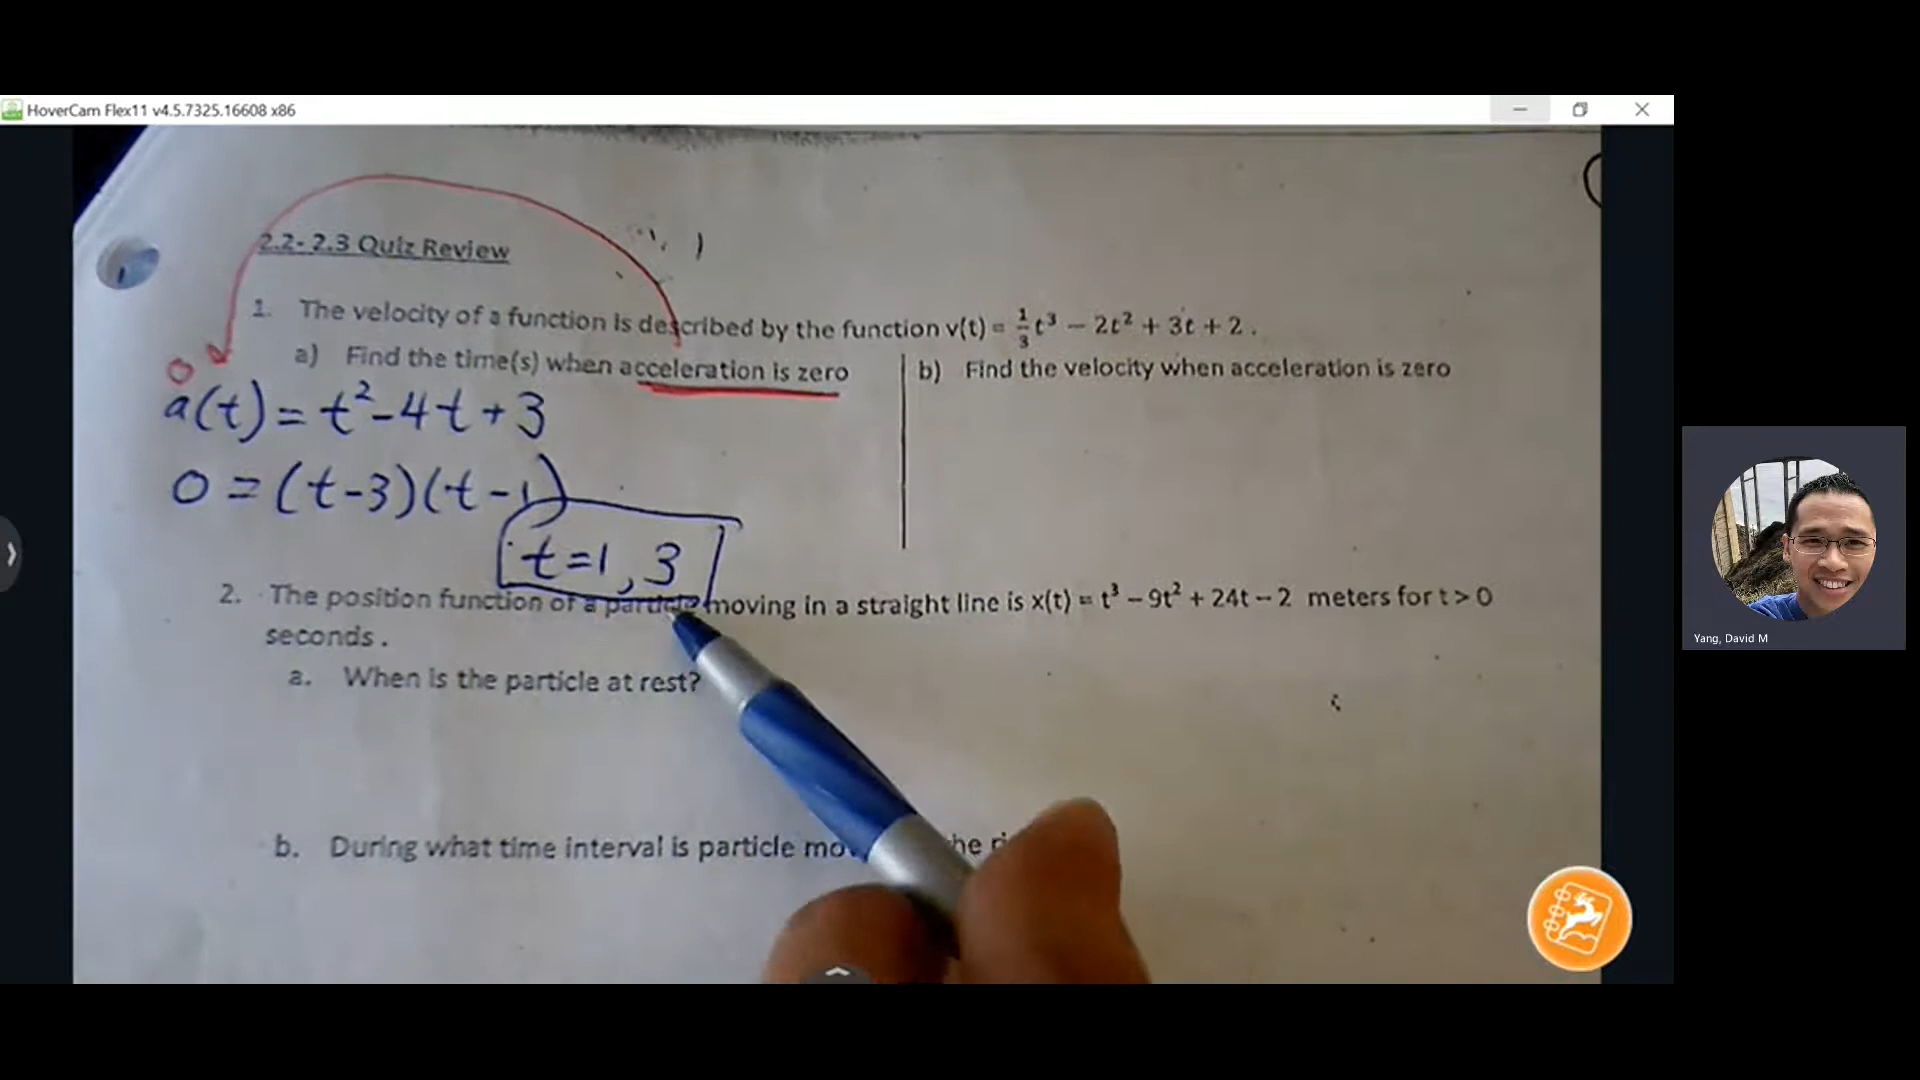 HoverCam Flex11 v4.5.7325.16608 x86
2.2- 2.3 Quiz Review
1. The velocity of a function is described by the function v(t) = 1/3 t³ − 2t² + 3t + 2 .
a) Find the time(s) when acceleration is zero
b) Find the velocity when acceleration is zero
0
a(t) = t² - 4t + 3
0 = (t-3)(t-1)
t = 1, 3
2. The position function of a particle moving in a straight line is x(t) = t³ − 9t² + 24t − 2 meters for t > 0
seconds .
a. When is the particle at rest?
b. During what time interval is particle
Yang, David M